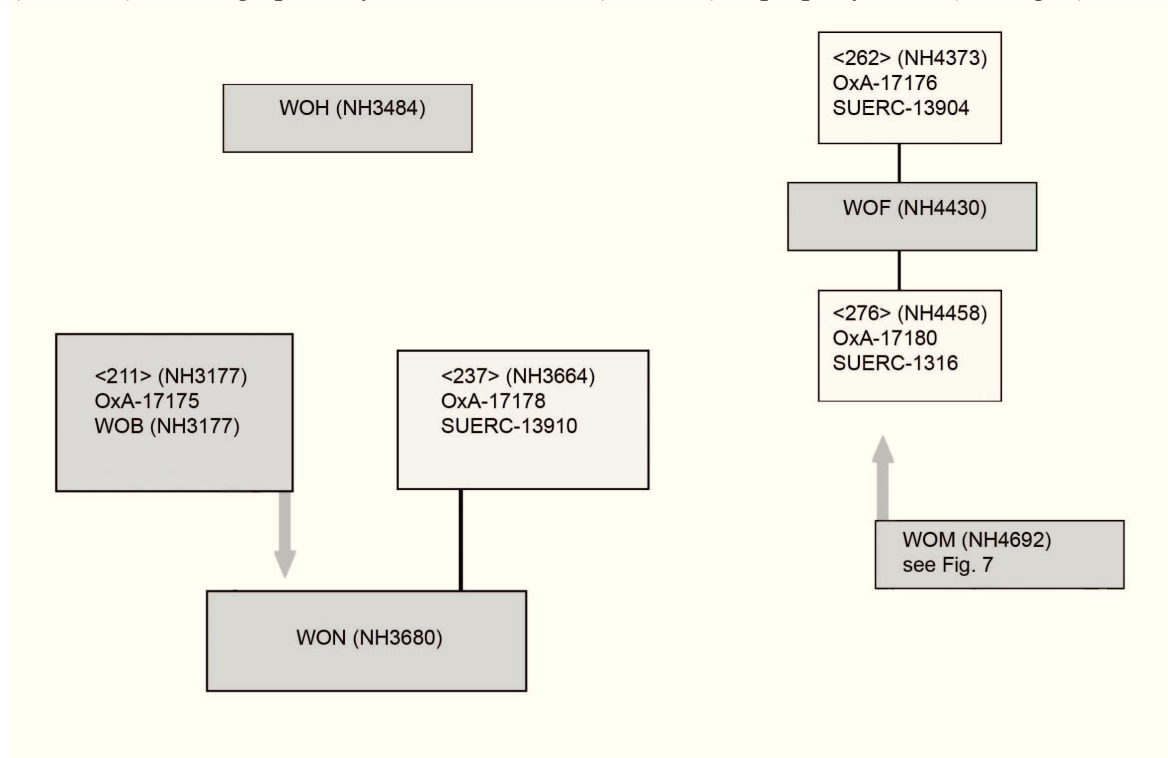 WOH (NH3484)
<262> (NH4373)
OxA-17176
SUERC-13904
WOF (NH4430)
<276> (NH4458)
OxA-17180
SUERC-1316
<211> (NH3177)
OxA-17175
WOB (NH3177)
<237> (NH3664)
OxA-17178
SUERC-13910
WOM (NH4692)
see Fig. 7
WON (NH3680)